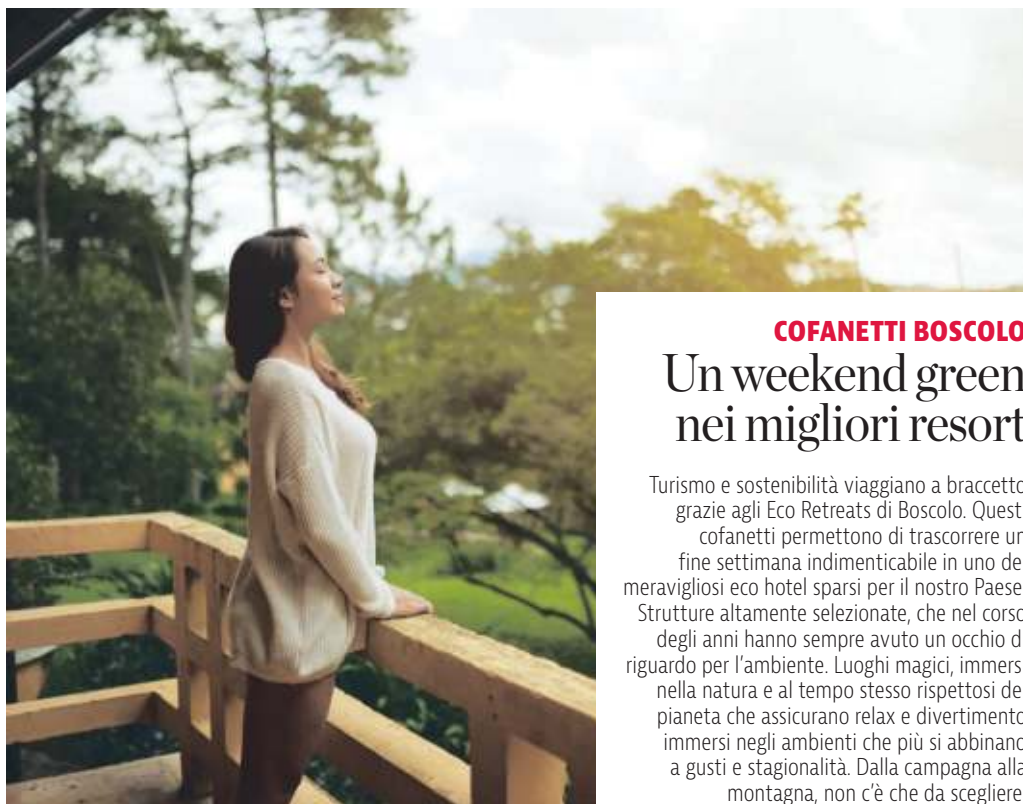 COFANETTI BOSCOLO
Un weekend green
nei migliori resort
Turismo e sostenibilità viaggiano a braccetto
grazie agli Eco Retreats di Boscolo. Quest
cofanetti permettono di trascorrere un
fine settimana indimenticabile in uno de
meravigliosi eco hotel sparsi per il nostro Paese
Strutture altamente selezionate, che nel corso
degli anni hanno sempre avuto un occhio d
riguardo per l’ambiente. Luoghi magici, immers
nella natura e al tempo stesso rispettosi de
pianeta che assicurano relax e divertimento
immersi negli ambienti che più si abbinano
a gusti e stagionalità. Dalla campagna alla
montagna, non c’è che da scegliere